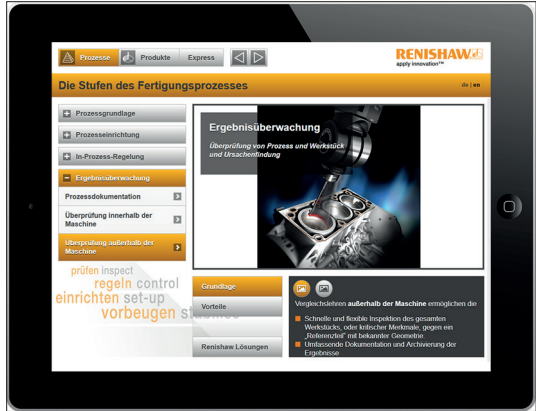 Prozesse
Produkte
Express
RENISHAW
apply innovation™
Die Stufen des Fertigungsprozesses
de | en
Prozessgrundlage
Prozesseinrichtung
In-Prozess-Regelung
Ergebnisüberwachung
Prozessdokumentation
Überprüfung innerhalb der
Maschine
Überprüfung außerhalb der
Maschine
Ergebnisüberwachung
Überprüfung von Prozess und Werkstück
und Ursachenfindung
prüfen inspect
regeln control
einrichten set-up
vorbeugen
Grundlage
Vorteile
Renishaw Lösungen
Vergleichslehren außerhalb der Maschine ermöglichen die
Schnelle und flexible Inspektion des gesamten
Werkstücks, oder kritischer Merkmale, gegen ein
„Referenzteil" mit bekannter Geometrie.
Umfassende Dokumentation und Archivierung der
Ergebnisse